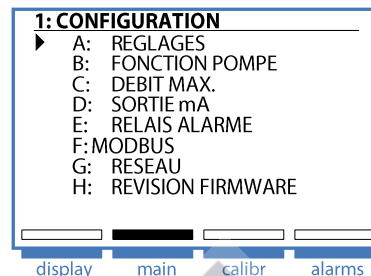 1: CONFIGURATION
A: REGLAGES
B: FONCTION POMPE
C: DEBIT MAX.
D: SORTIE mA
E: RELAIS ALARME
F: MODBUS
G: RESEAU
H: REVISION FIRMWARE
display main calibr alarms